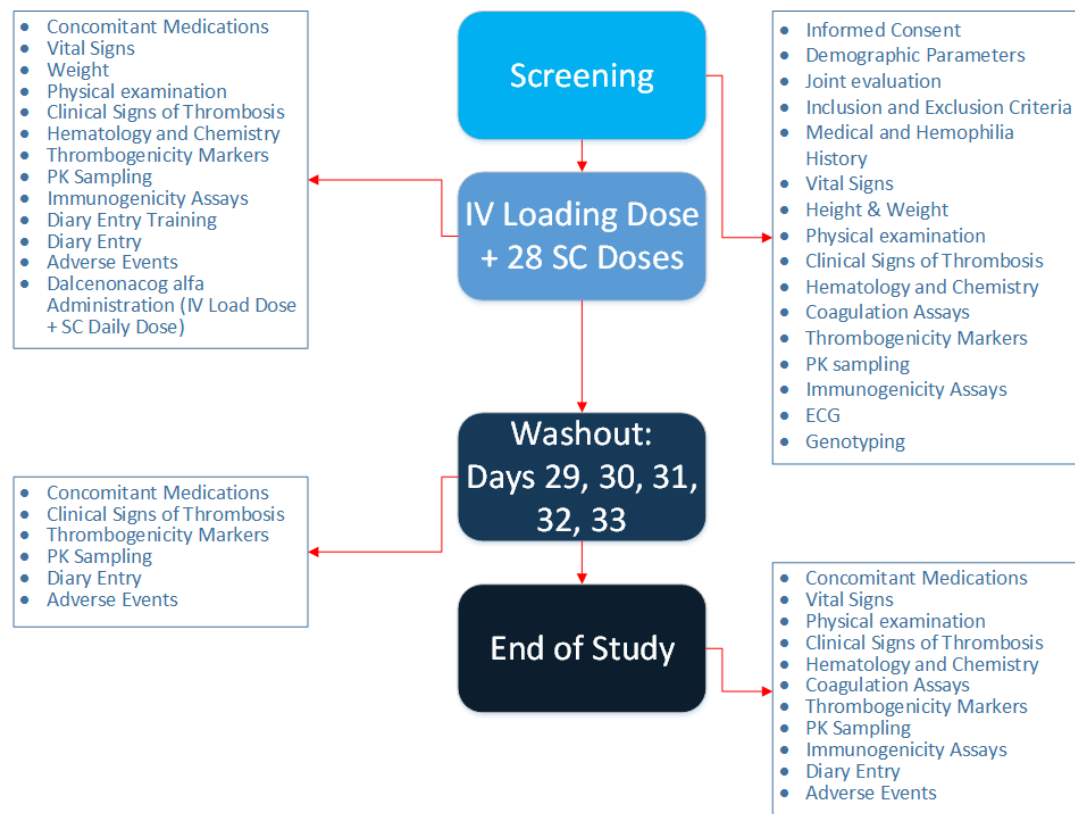 Screening
• Informed Consent
• Demographic Parameters
• Joint evaluation
• Inclusion and Exclusion Criteria
• Medical and Hemophilia
History
• Vital Signs
• Height & Weight
• Physical examination
• Clinical Signs of Thrombosis
• Hematology and Chemistry
• Coagulation Assays
• Thrombogenicity Markers
• PK sampling
• Immunogenicity Assays
• ECG
• Genotyping
IV Loading Dose
+ 28 SC Doses
• Concomitant Medications
• Vital Signs
• Weight
• Physical examination
• Clinical Signs of Thrombosis
• Hematology and Chemistry
• Thrombogenicity Markers
• PK Sampling
• Immunogenicity Assays
• Diary Entry Training
• Diary Entry
• Adverse Events
• Dalcenonacog alfa
Administration (IV Load Dose
+ SC Daily Dose)
Washout:
Days 29, 30, 31,
32, 33
• Concomitant Medications
• Clinical Signs of Thrombosis
• Thrombogenicity Markers
• PK Sampling
• Diary Entry
• Adverse Events
End of Study
• Concomitant Medications
• Vital Signs
• Physical examination
• Clinical Signs of Thrombosis
• Hematology and Chemistry
• Coagulation Assays
• Thrombogenicity Markers
• PK Sampling
• Immunogenicity Assays
• Diary Entry
• Adverse Events